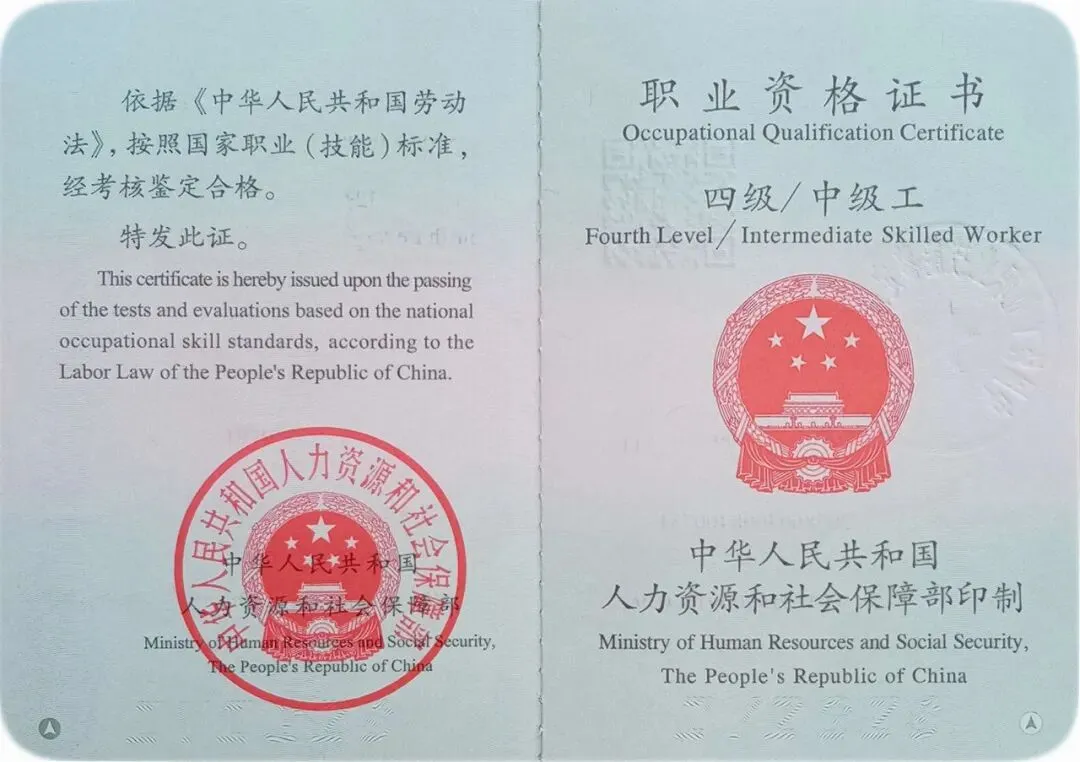 依据《中华人民共和国劳动
法》，按照国家职业（技能）标准，
经考核鉴定合格。
特发此证。
This certificate is hereby issued upon the passing
of the tests and evaluations based on the national
occupational skill standards, according to the
Labor Law of the People's Republic of China.
中华人民共和国人力资源和社会保障部
中华人民共和国
人力资源和社会保障部
Ministry of Human Resources and Social Security,
The People's Republic of China
职业资格证书
Occupational Qualification Certificate
四级/中级工
Fourth Level/Intermediate Skilled Worker
中华人民共和国
人力资源和社会保障部印制
Ministry of Human Resources and Social Security,
The People's Republic of China